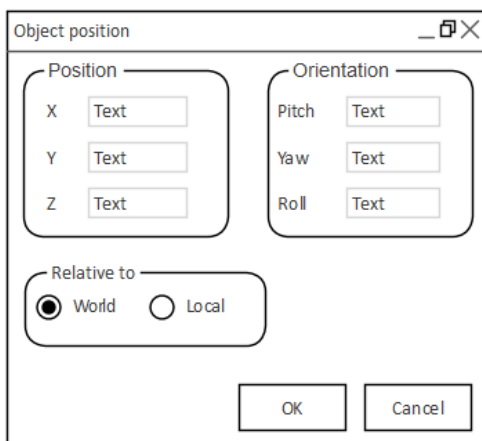 Object position
Position
X Text
Y Text
Z Text
Orientation
Pitch Text
Yaw Text
Roll Text
Relative to
World Local
OK Cancel